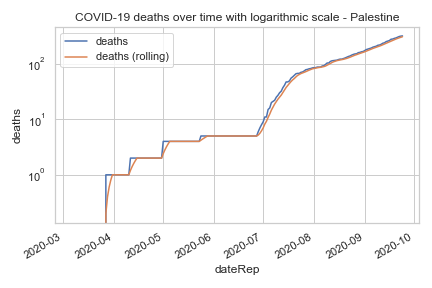 COVID-19 deaths over time with logarithmic scale - Palestine
deaths
deaths (rolling)
10²
10¹
10⁰
deaths
2020-03
2020-04
2020-05
2020-06
2020-07
2020-08
2020-09
2020-10
dateRep